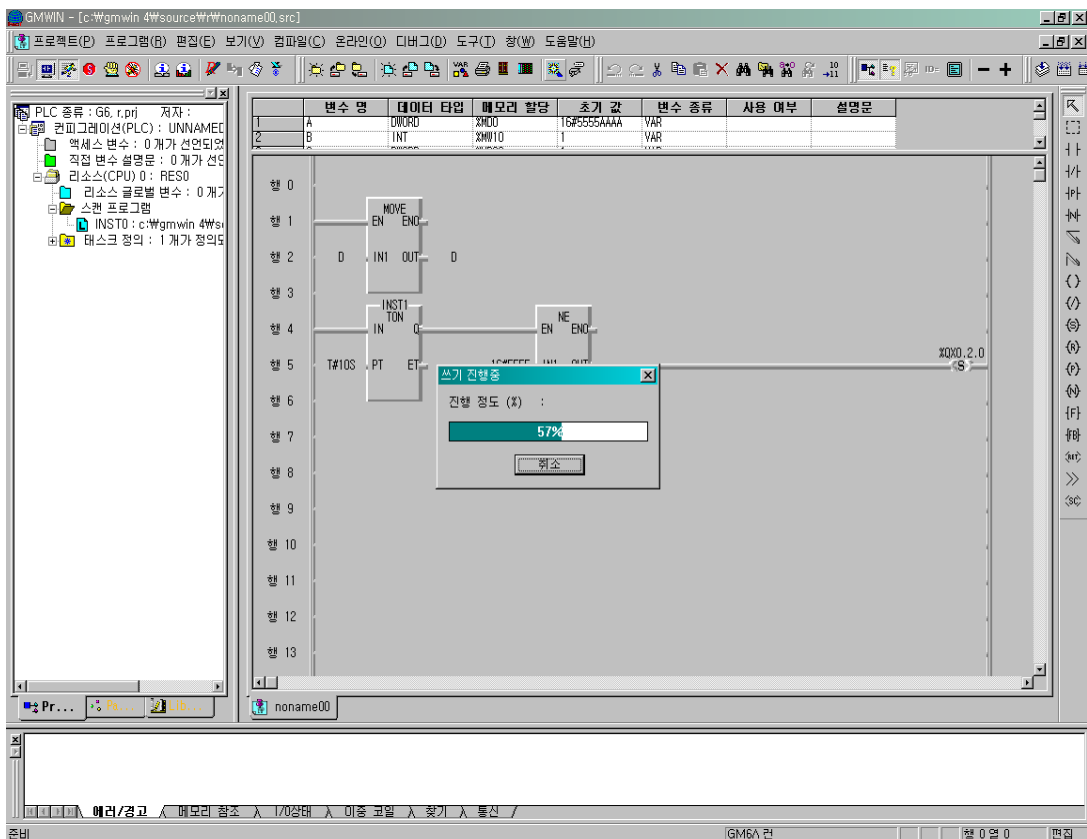 GMWIN - [c:₩gmwin 4₩source₩r₩noname00,src]
프로젝트(P) 프로그램(R) 편집(E) 보기(V) 컴파일(C) 온라인(O) 디버그(D) 도구(T) 창(W) 도움말(H)
PLC 종류 : G6, r,prj 저자 :
컨피그레이션(PLC) : UNNAMED
액세스 변수 : 0 개가 선언되었
직접 변수 설명문 : 0 개가 선언
리소스(CPU) 0 : RES0
리소스 글로벌 변수 : 0 개가
스캔 프로그램
INST0 : c:₩gmwin 4₩so
태스크 정의 : 1 개가 정의되
Pr...
변수 명 데이터 타입 메모리 할당 초기 값 변수 종류 사용 여부 설명문
1 A DWORD %MD0 16#5555AAAA VAR
2 B INT %MW10 1 VAR
행 0
MOVE
행 1 EN ENO
행 2 D IN1 OUT D
행 3
INST1
TON NE
행 4 IN Q EN ENO
%QX0.2.0
행 5 T#10S PT ET 16#5555 IN1 OUT S
행 6
행 7
행 8
행 9
행 10
행 11
행 12
행 13
쓰기 진행중
진행 정도 (%) :
57%
취소
noname00
에러/경고 메모리 참조 I/O상태 이중 코일 찾기 통신
준비 GM6스 런 행 0 열 0 편집